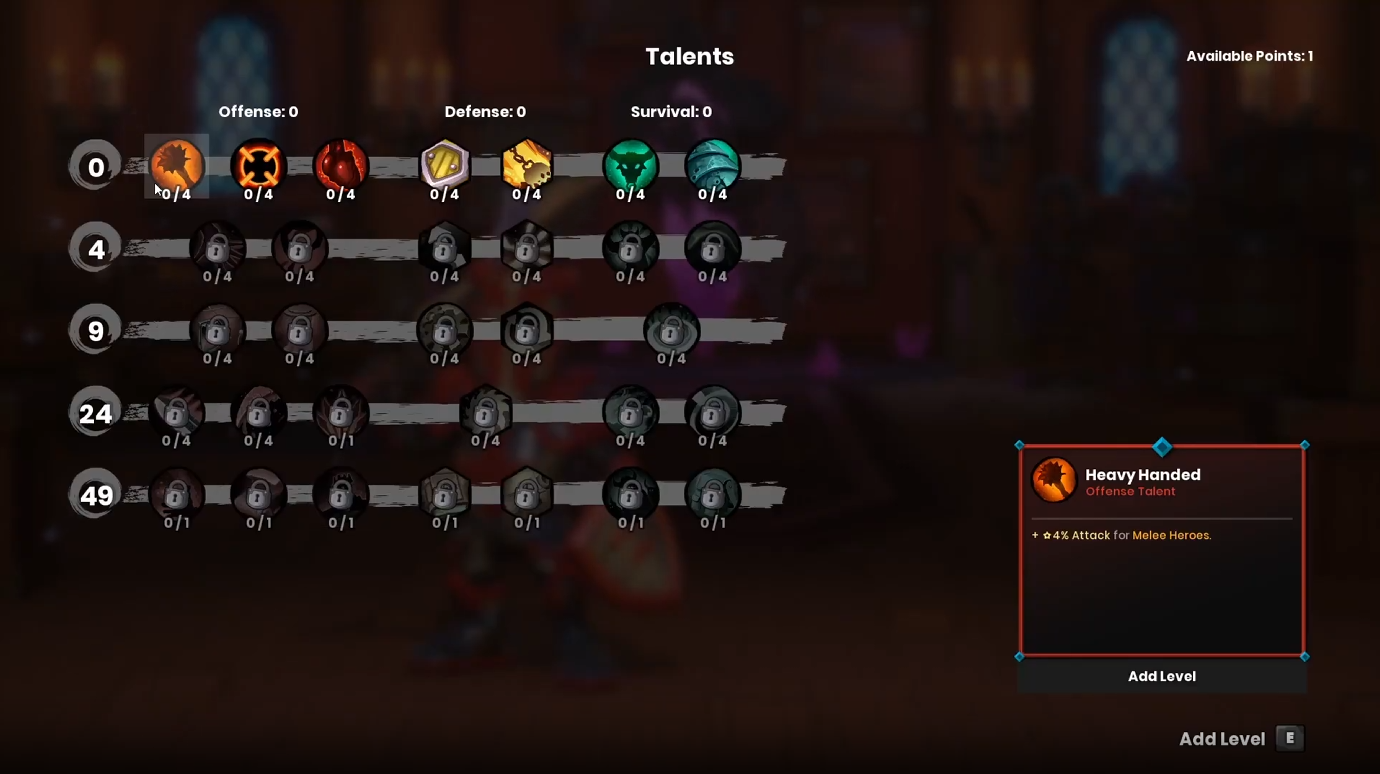 Talents
Available Points: 1
Offense: 0
Defense: 0
Survival: 0
0
0/4 0/4 0/4 0/4 0/4 0/4 0/4
4
0/4 0/4 0/4 0/4 0/4 0/4
9
0/4 0/4 0/4 0/4 0/4
24
0/4 0/4 0/1 0/4 0/4 0/4
49
0/1 0/1 0/1 0/1 0/1 0/1 0/1
Heavy Handed
Offense Talent
+ 4% Attack for Melee Heroes.
Add Level
Add Level E